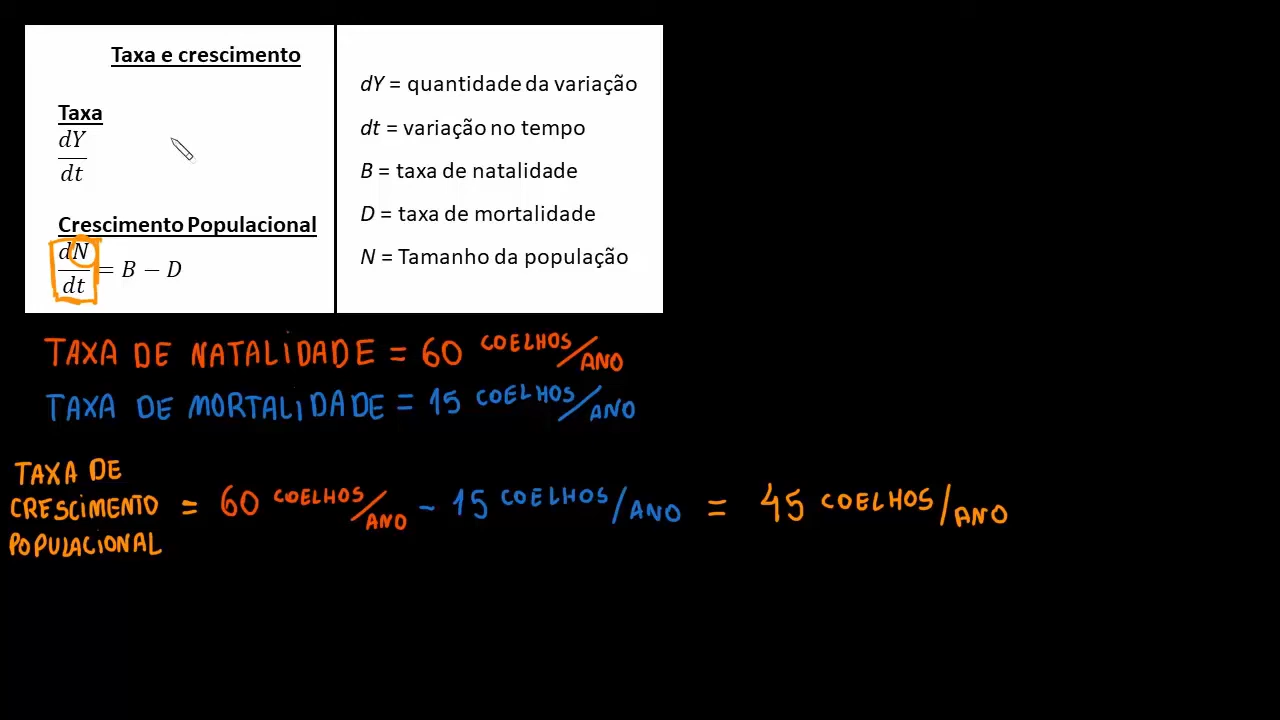 Taxa e crescimento
Taxa
dY
dt
Crescimento Populacional
dN
dt
= B − D
dY = quantidade da variação
dt = variação no tempo
B = taxa de natalidade
D = taxa de mortalidade
N = Tamanho da população
TAXA DE NATALIDADE = 60 COELHOS/ANO
TAXA DE MORTALIDADE = 15 COELHOS/ANO
TAXA DE
CRESCIMENTO
POPULACIONAL
= 60 COELHOS/ANO - 15 COELHOS/ANO = 45 COELHOS/ANO